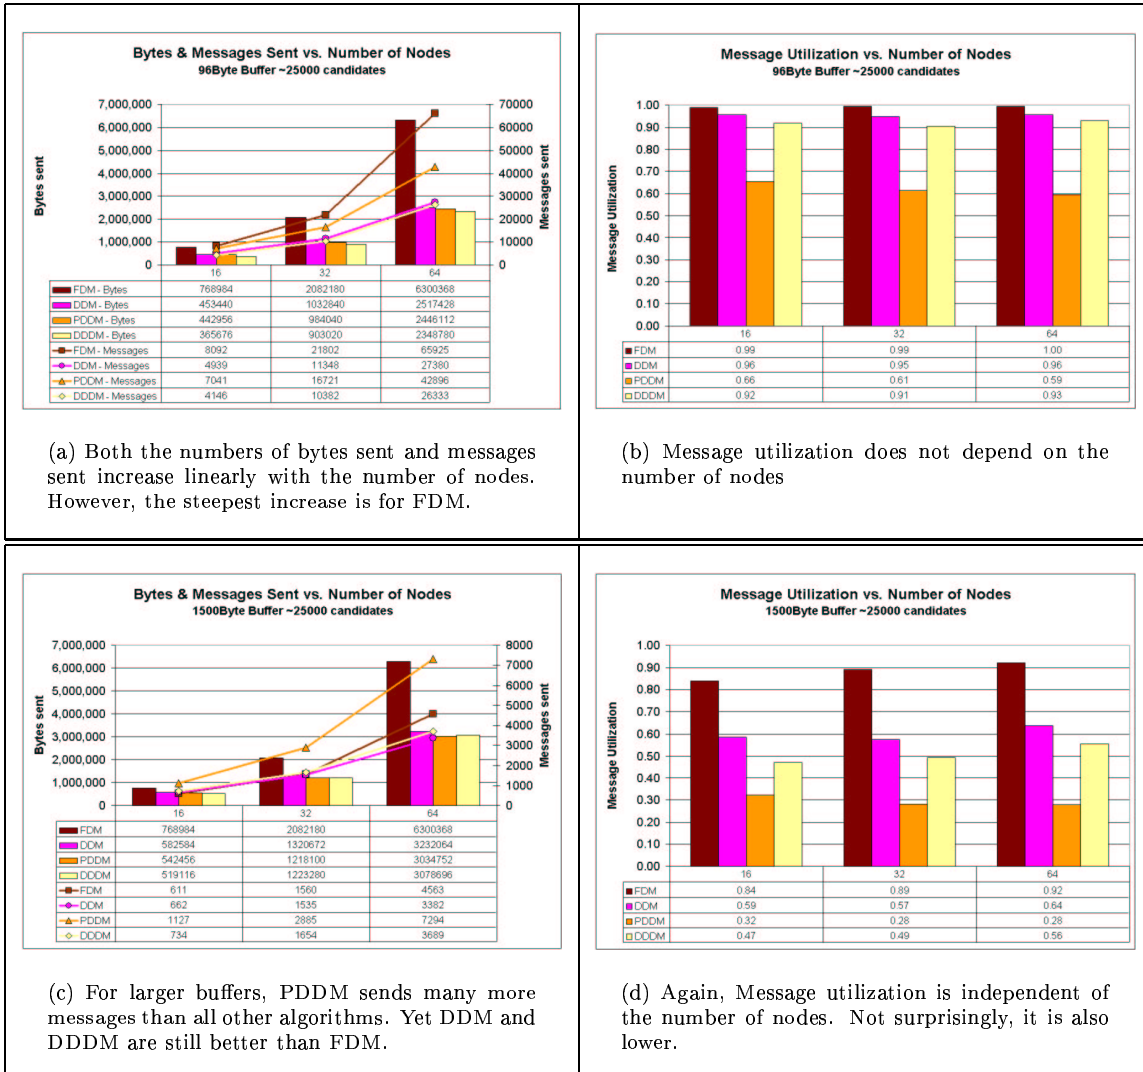 Bytes & Messages Sent vs. Number of Nodes
96Byte Buffer ~25000 candidates
7,000,000
6,000,000
5,000,000
4,000,000
3,000,000
2,000,000
1,000,000
0
Bytes sent
70000
60000
50000
40000
30000
20000
10000
0
Messages sent
16 32 64
FDM - Bytes 768984 2082180 6300368
DDM - Bytes 453440 1032840 2517428
PDDM - Bytes 442956 984040 2446112
DDDM - Bytes 365676 903020 2348780
FDM - Messages 8092 21802 65925
DDM - Messages 4939 11348 27380
PDDM - Messages 7041 16721 42896
DDDM - Messages 4146 10382 26333
(a) Both the numbers of bytes sent and messages
sent increase linearly with the number of nodes.
However, the steepest increase is for FDM.
Message Utilization vs. Number of Nodes
96Byte Buffer ~25000 candidates
1.00
0.90
0.80
0.70
0.60
0.50
0.40
0.30
0.20
0.10
0.00
Message Utilization
16 32 64
FDM 0.99 0.99 1.00
DDM 0.96 0.95 0.96
PDDM 0.66 0.61 0.59
DDDM 0.92 0.91 0.93
(b) Message utilization does not depend on the
number of nodes
Bytes & Messages Sent vs. Number of Nodes
1500Byte Buffer ~25000 candidates
7,000,000
6,000,000
5,000,000
4,000,000
3,000,000
2,000,000
1,000,000
0
Bytes sent
8000
7000
6000
5000
4000
3000
2000
1000
0
Messages sent
16 32 64
FDM 768984 2082180 6300368
DDM 582584 1320672 3232064
PDDM 542456 1218100 3034752
DDDM 519116 1223280 3078696
FDM 611 1560 4563
DDM 662 1535 3382
PDDM 1127 2885 7294
DDDM 734 1654 3689
(c) For larger buffers, PDDM sends many more
messages than all other algorithms. Yet DDM and
DDDM are still better than FDM.
Message Utilization vs. Number of Nodes
1500Byte Buffer ~25000 candidates
1.00
0.90
0.80
0.70
0.60
0.50
0.40
0.30
0.20
0.10
0.00
Message Utilization
16 32 64
FDM 0.84 0.89 0.92
DDM 0.59 0.57 0.64
PDDM 0.32 0.28 0.28
DDDM 0.47 0.49 0.56
(d) Again, Message utilization is independent of
the number of nodes. Not surprisingly, it is also
lower.